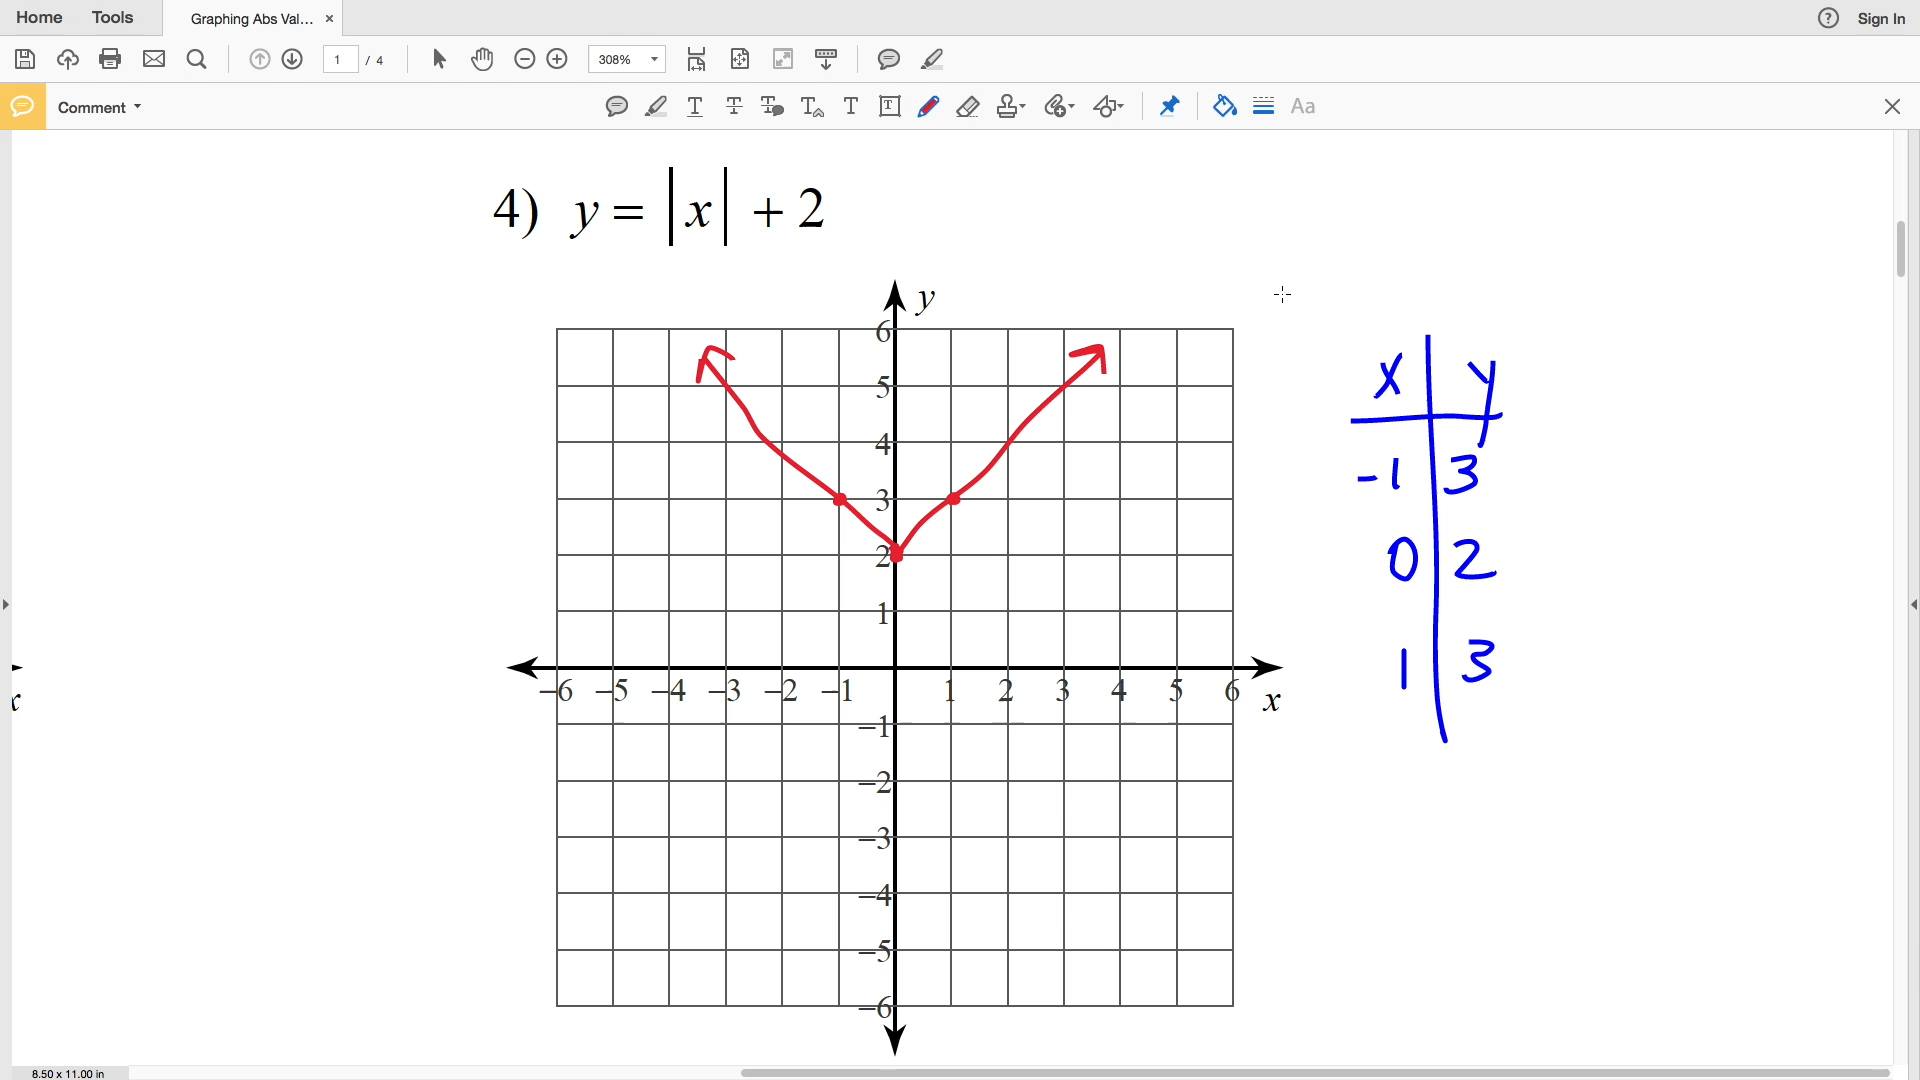 Home Tools Graphing Abs Val... × ? Sign In
1 / 4 308%
Comment T T T T T T Aa
4) y = |x| + 2
y
6
5
4
3
2
1
–6 –5 –4 –3 –2 –1 1 2 3 4 5 6 x
–1
–2
–3
–4
–5
–6
x y
-1 3
0 2
1 3
x
8.50 x 11.00 in